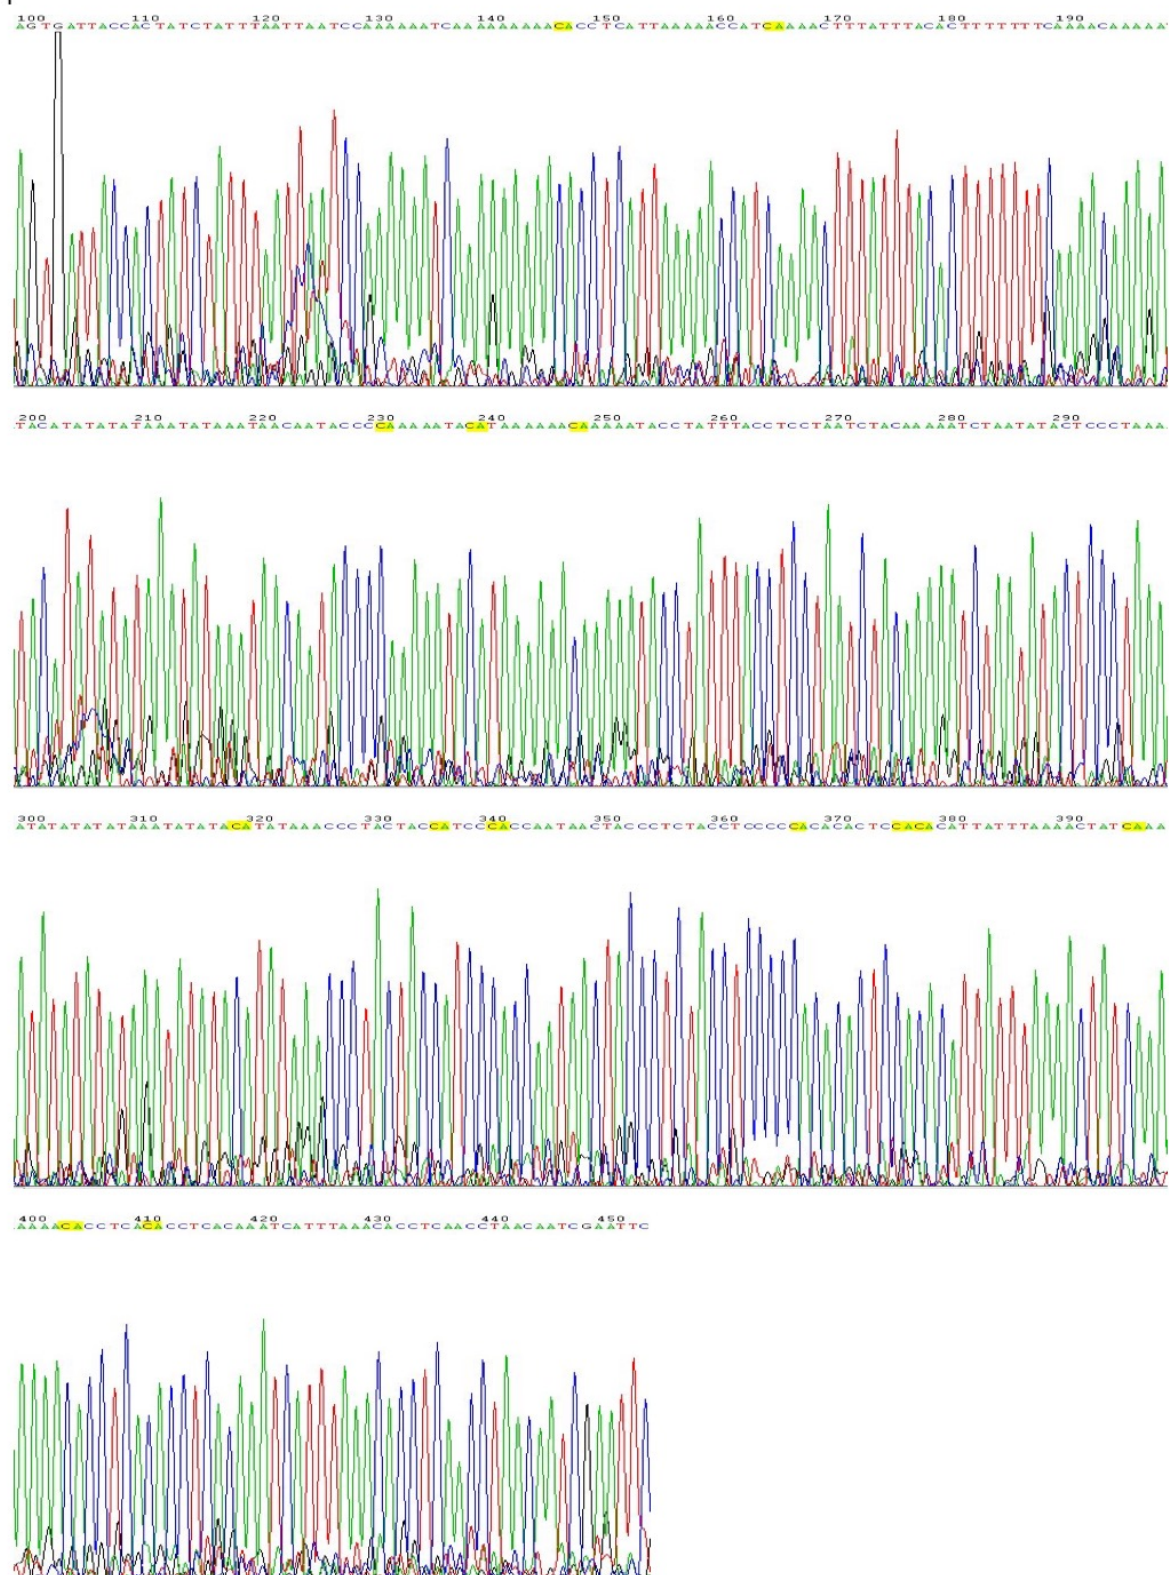 100 110 120 130 140 150 160 170 180 190
AGTGATTACCACTATCTATTTAATTAATCCAAAAAATCAAAAAAAAAACACCTCATTAAAAACCATCAAAACTTTATTTACACTTTTTTTCAAAACAAAAA
200 210 220 230 240 250 260 270 280 290
TACATATATATAAATATAAATAACAATACCCCAAAAATACATAAAAAACAAAAATACCTATTTACCTCCTAATCTACAAAAATCTAATATACTCCCTAAA
300 310 320 330 340 350 360 370 380 390
ATATATATATAAATATATACATATAAACCCTACTACCATCCCACCAATAACTACCCTCTACCTCCCCCACACACTCCACACATTATTTAAAACTATCAAA
400 410 420 430 440 450
AAAACACCTCACACCTCACAAATCATTTAAACACCTCAACCTAACAATCGAATTC